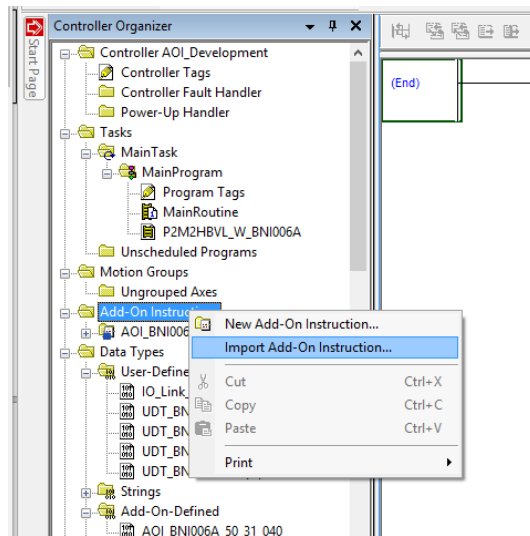 Start Page
Controller Organizer
Controller AOI_Development
Controller Tags
Controller Fault Handler
Power-Up Handler
Tasks
MainTask
MainProgram
Program Tags
MainRoutine
P2M2HBVL_W_BNI006A
Unscheduled Programs
Motion Groups
Ungrouped Axes
Add-On Instruc
AOI_BNI006
Data Types
User-Define
IO_Link_
UDT_BN
UDT_BN
UDT_BN
UDT_BN
Strings
Add-On-Defined
AOI_BNI006A_50_31_040
New Add-On Instruction...
Import Add-On Instruction...
Cut Ctrl+X
Copy Ctrl+C
Paste Ctrl+V
Print
(End)